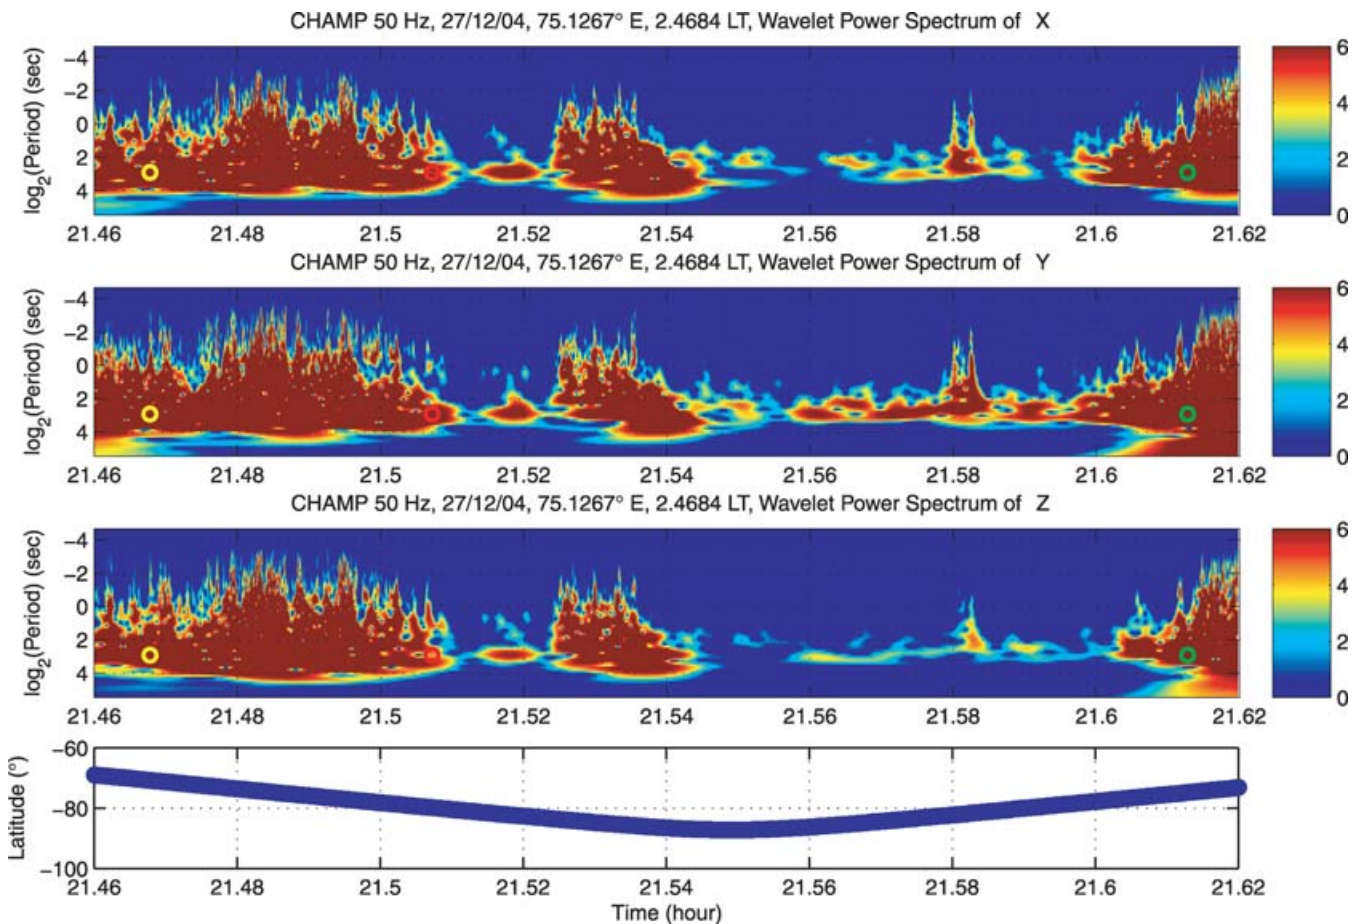 CHAMP 50 Hz, 27/12/04, 75.1267° E, 2.4684 LT, Wavelet Power Spectrum of X
log2(Period) (sec)
−4
−2
0
2
4
21.46 21.48 21.5 21.52 21.54 21.56 21.58 21.6 21.62
6
4
2
0
CHAMP 50 Hz, 27/12/04, 75.1267° E, 2.4684 LT, Wavelet Power Spectrum of Y
log2(Period) (sec)
−4
−2
0
2
4
21.46 21.48 21.5 21.52 21.54 21.56 21.58 21.6 21.62
6
4
2
0
CHAMP 50 Hz, 27/12/04, 75.1267° E, 2.4684 LT, Wavelet Power Spectrum of Z
log2(Period) (sec)
−4
−2
0
2
4
21.46 21.48 21.5 21.52 21.54 21.56 21.58 21.6 21.62
6
4
2
0
Latitude (°)
−60
−80
−100
21.46 21.48 21.5 21.52 21.54 21.56 21.58 21.6 21.62
Time (hour)